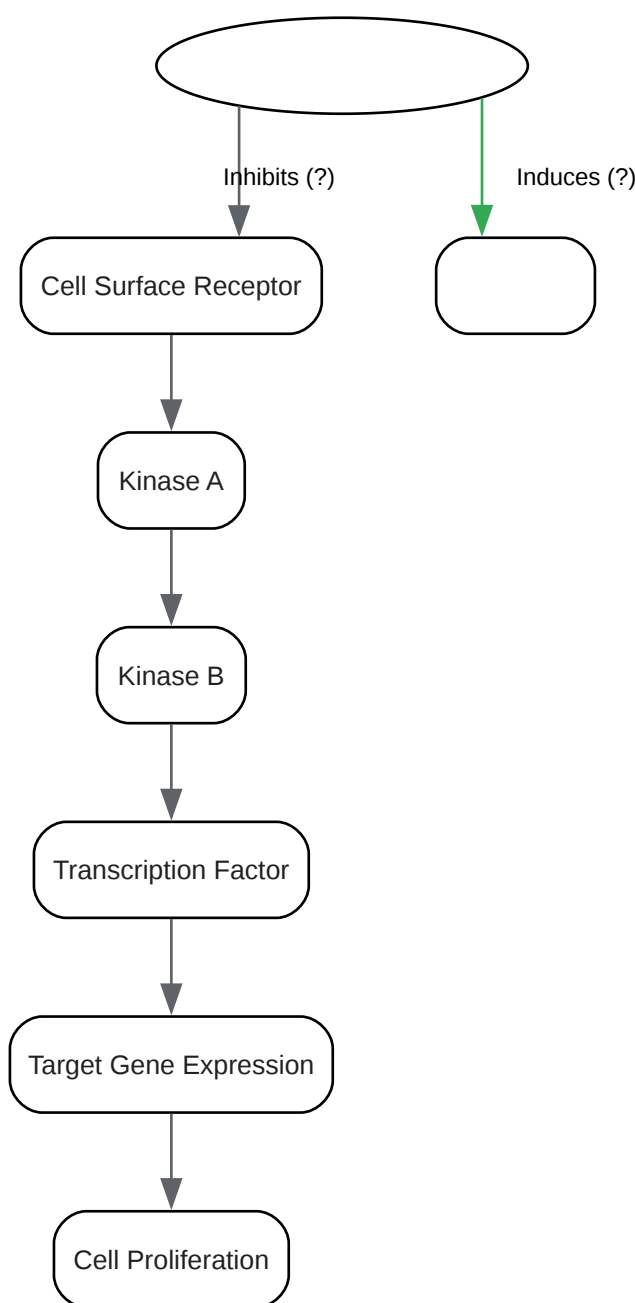 Inhibits (?)
Induces (?)
Cell Surface Receptor
Kinase A
Kinase B
Transcription Factor
Target Gene Expression
Cell Proliferation